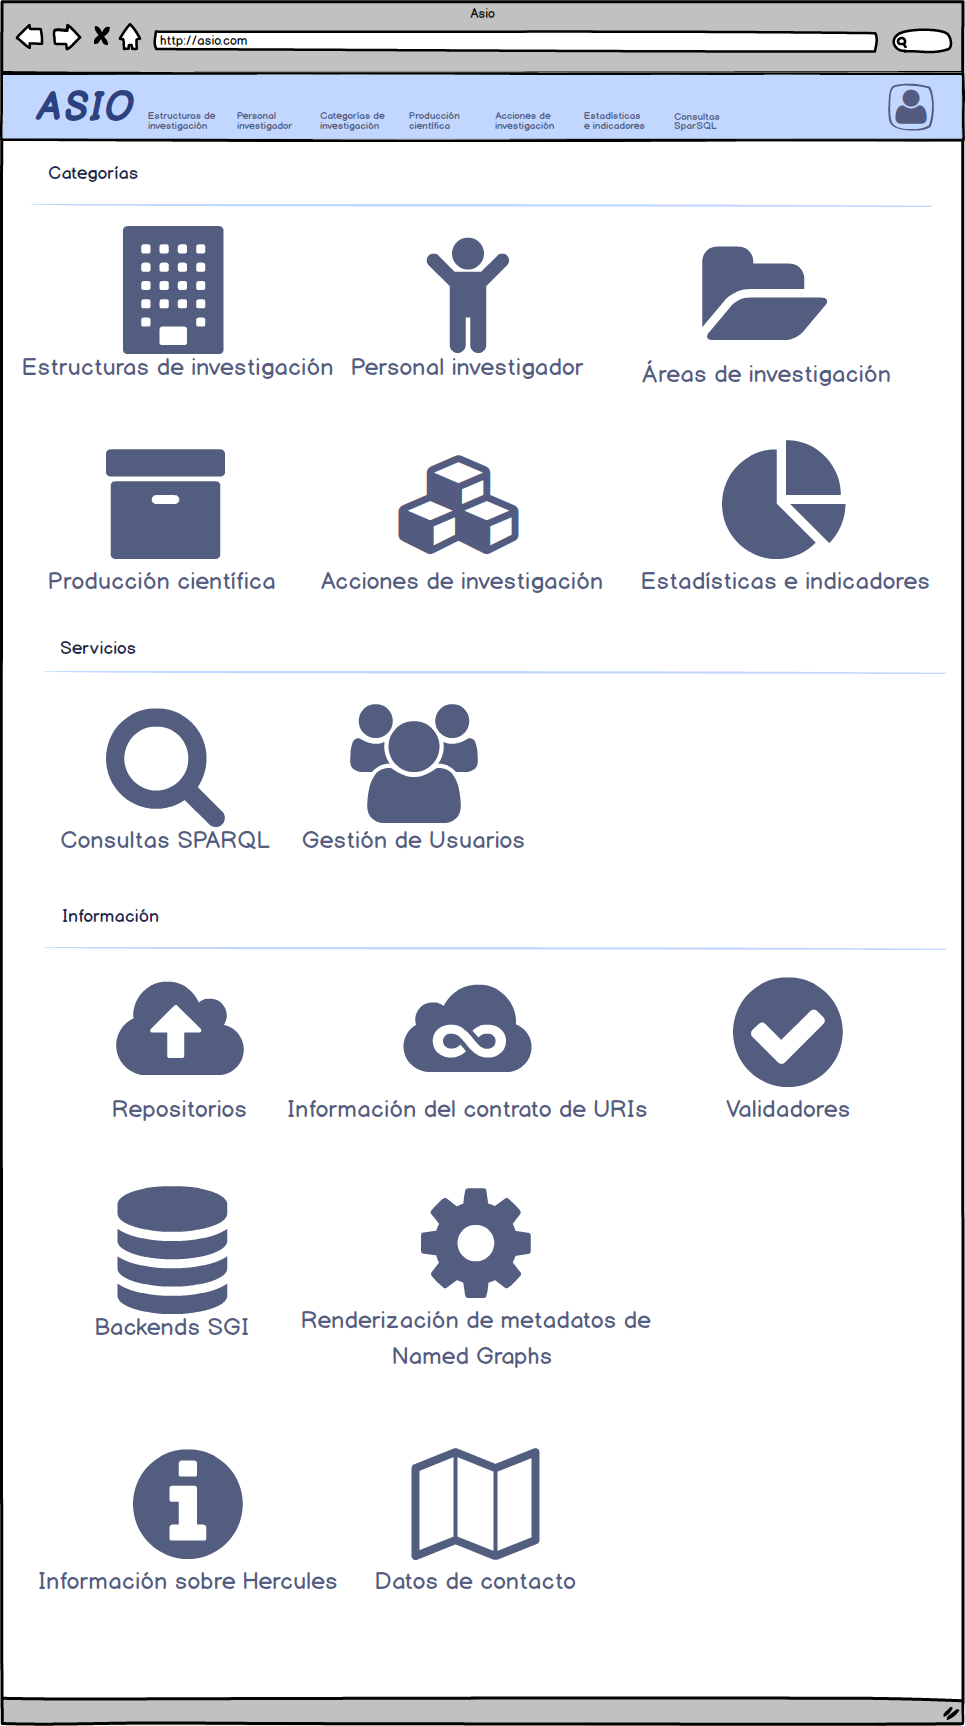 Asio
http://asio.com
ASIO
Estructuras de
investigación
Personal
investigador
Categorías de
investigación
Producción
científica
Acciones de
investigación
Estadísticas
e indicadores
Consultas
SparSQL
Categorías
Estructuras de investigación
Personal investigador
Áreas de investigación
Producción científica
Acciones de investigación
Estadísticas e indicadores
Servicios
Consultas SPARQL
Gestión de Usuarios
Información
Repositorios
Información del contrato de URIs
Validadores
Backends SGI
Renderización de metadatos de
Named Graphs
Información sobre Hercules
Datos de contacto